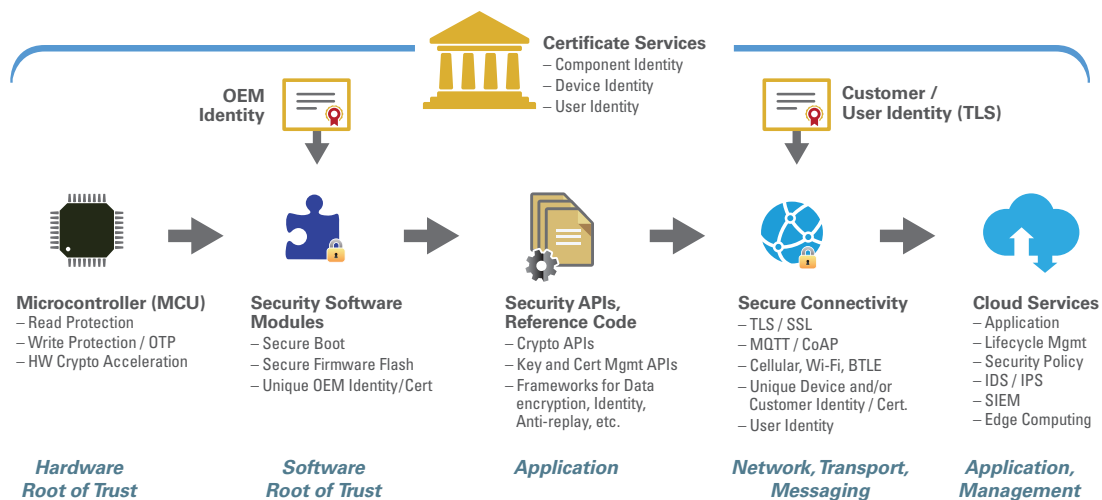 Certificate Services
– Component Identity
– Device Identity
– User Identity
OEM
Identity
Customer /
User Identity (TLS)
Microcontroller (MCU)
– Read Protection
– Write Protection / OTP
– HW Crypto Acceleration
Hardware
Root of Trust
Security Software
Modules
– Secure Boot
– Secure Firmware Flash
– Unique OEM Identity/Cert
Software
Root of Trust
Security APIs,
Reference Code
– Crypto APIs
– Key and Cert Mgmt APIs
– Frameworks for Data
encryption, Identity,
Anti-replay, etc.
Application
Secure Connectivity
– TLS / SSL
– MQTT / CoAP
– Cellular, Wi-Fi, BTLE
– Unique Device and/or
Customer Identity / Cert.
– User Identity
Network, Transport,
Messaging
Cloud Services
– Application
– Lifecycle Mgmt
– Security Policy
– IDS / IPS
– SIEM
– Edge Computing
Application,
Management